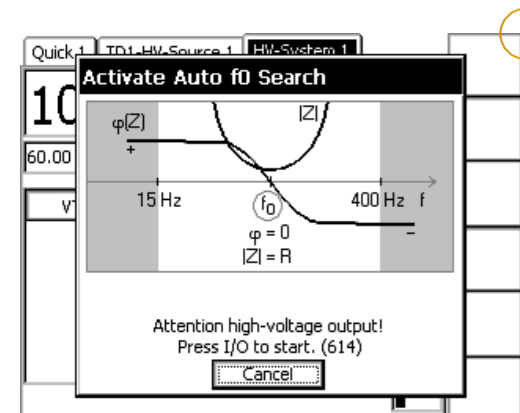 Quick 1 TD1-HV-Source 1 HV-System 1
Activate Auto f0 Search
10
60.00
φ(Z)
+
|Z|
15 Hz
f0
400 Hz f
φ = 0
|Z| = R
−
Attention high-voltage output!
Press I/O to start. (614)
Cancel